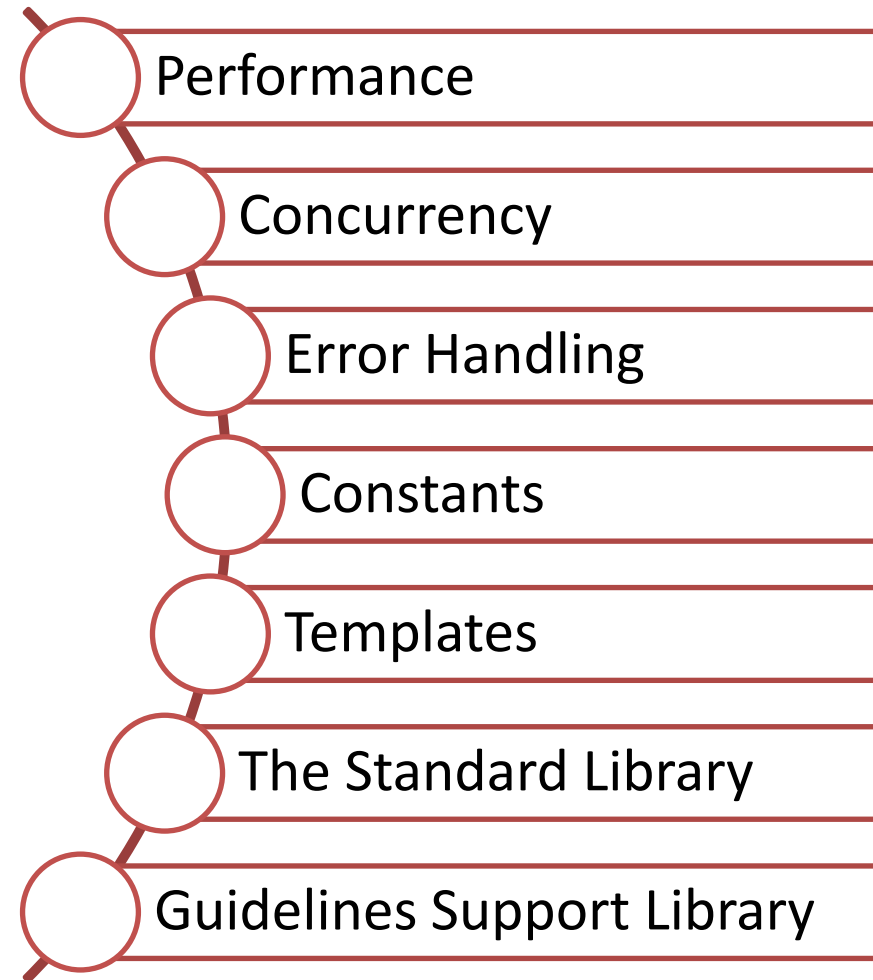 Performance
Concurrency
Error Handling
Constants
Templates
The Standard Library
Guidelines Support Library